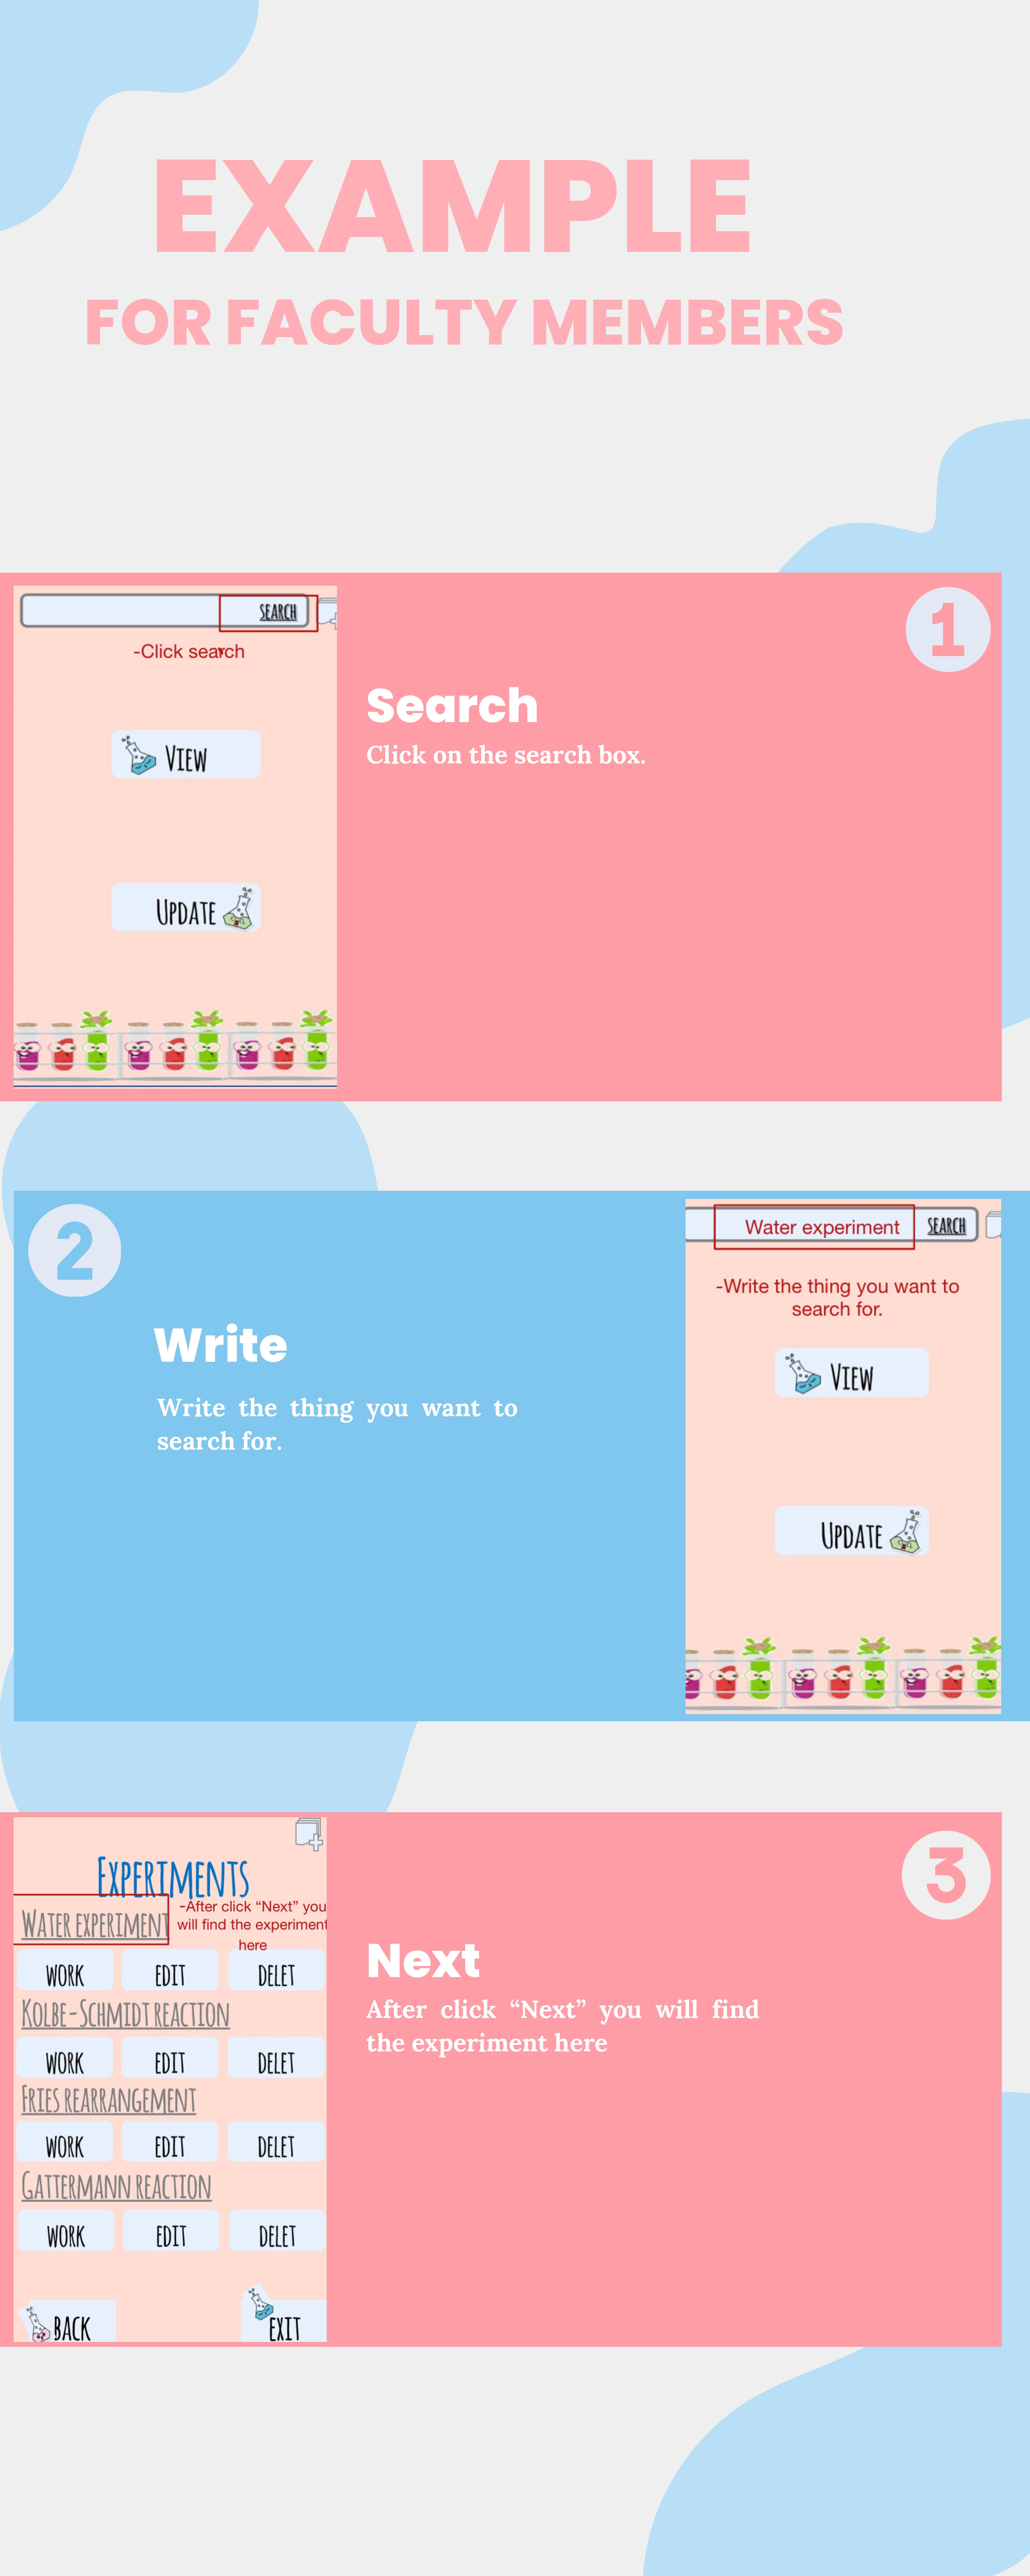 EXAMPLE
FOR FACULTY MEMBERS
1
SEARCH
-Click search
VIEW
UPDATE
Search
Click on the search box.
2
Write
Write the thing you want to
search for.
Water experiment
SEARCH
-Write the thing you want to
search for.
VIEW
UPDATE
3
EXPERIMENTS
WATER EXPERIMENT
-After click “Next” you
will find the experiment
here
WORK EDIT DELET
KOLBE-SCHMIDT REACTION
WORK EDIT DELET
FRIES REARRANGEMENT
WORK EDIT DELET
GATTERMANN REACTION
WORK EDIT DELET
BACK EXIT
Next
After click “Next” you will find
the experiment here